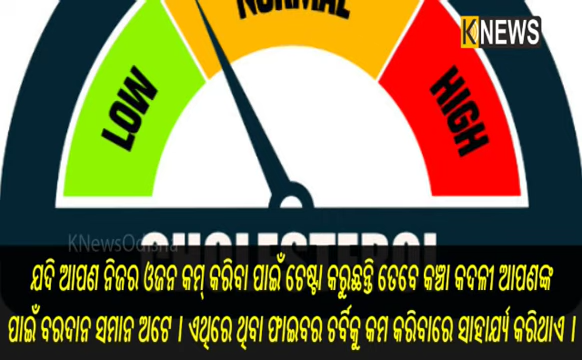 NORMAL
KNEWS
LOW
HIGH
KNewsOdisha
CHOLESTEROL
ଯଦି ଆପଣ ନିଜର ଓଜନ କମ୍ କରିବା ପାଇଁ ଚେଷ୍ଟା କରୁଛନ୍ତି ତେବେ କଞ୍ଚା କଦଳୀ ଆପଣଙ୍କ
ପାଇଁ ବରଦାନ ସମାନ ଅଟେ । ଏଥିରେ ଥିବା ଫାଇବର ଚର୍ବିକୁ କମ କରିବାରେ ସାହାର୍ଯ୍ୟ କରିଥାଏ ।